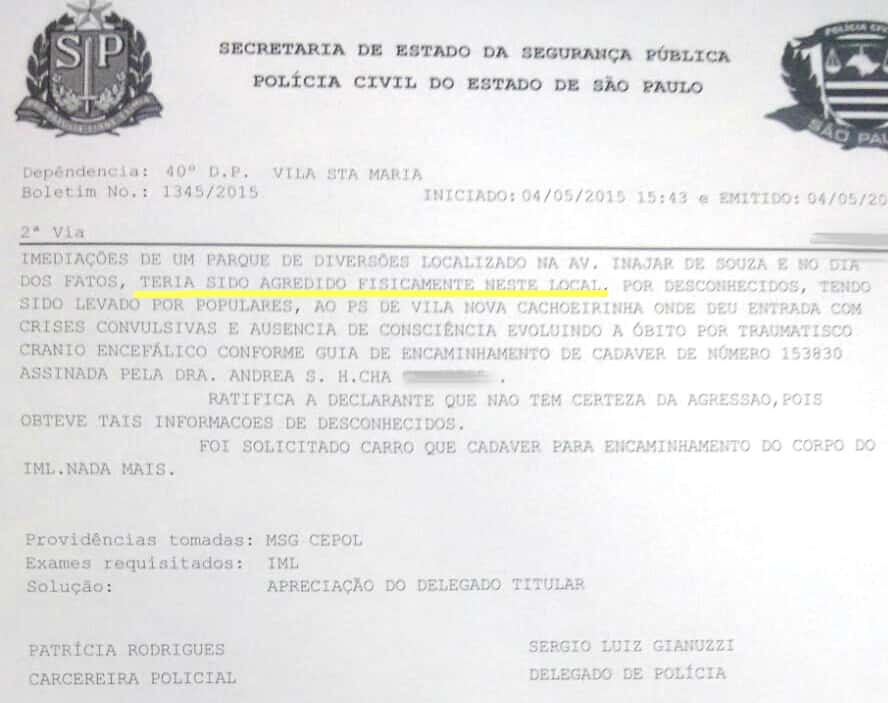 SP
SECRETARIA DE ESTADO DA SEGURANÇA PÚBLICA
POLÍCIA CIVIL DO ESTADO DE SÃO PAULO
POLÍCIA CIV
SÃO PAU
Depêndencia: 40º D.P. VILA STA MARIA
Boletim No.: 1345/2015 INICIADO: 04/05/2015 15:43 e EMITIDO: 04/05/20
2ª Via
IMEDIAÇÕES DE UM PARQUE DE DIVERSÕES LOCALIZADO NA AV. INAJAR DE SOUZA E NO DIA
DOS FATOS, TERIA SIDO AGREDIDO FISICAMENTE NESTE LOCAL. POR DESCONHECIDOS, TENDO
SIDO LEVADO POR POPULARES, AO PS DE VILA NOVA CACHOEIRINHA ONDE DEU ENTRADA COM
CRISES CONVULSIVAS E AUSENCIA DE CONSCIÊNCIA EVOLUINDO A ÓBITO POR TRAUMATISCO
CRANIO ENCEFÁLICO CONFORME GUIA DE ENCAMINHAMENTO DE CADAVER DE NÚMERO 153830
ASSINADA PELA DRA. ANDREA S. H.CHA .
RATIFICA A DECLARANTE QUE NAO TEM CERTEZA DA AGRESSAO,POIS
OBTEVE TAIS INFORMACOES DE DESCONHECIDOS.
FOI SOLICITADO CARRO QUE CADAVER PARA ENCAMINHAMENTO DO CORPO DO
IML.NADA MAIS.
Providências tomadas: MSG CEPOL
Exames requisitados: IML
Solução: APRECIAÇÃO DO DELEGADO TITULAR
PATRÍCIA RODRIGUES SERGIO LUIZ GIANUZZI
CARCEREIRA POLICIAL DELEGADO DE POLÍCIA